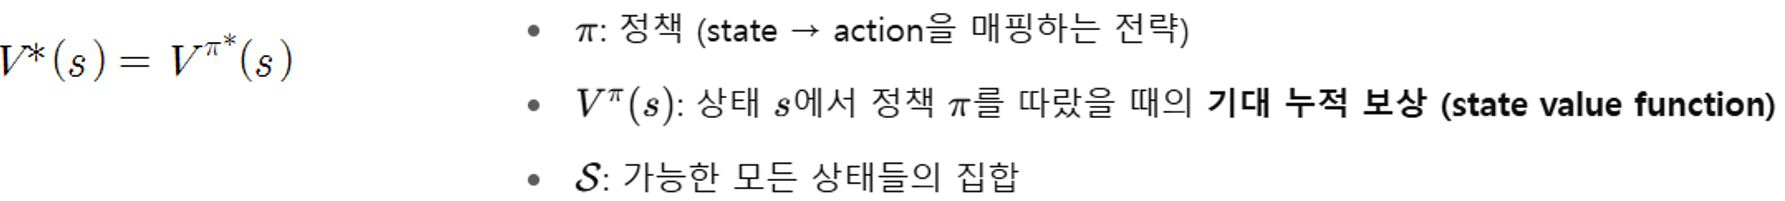 V*(s) = V^{π*}(s)
• π: 정책 (state → action을 매핑하는 전략)
• V^π(s): 상태 s에서 정책 π를 따랐을 때의 기대 누적 보상 (state value function)
• 𝒮: 가능한 모든 상태들의 집합